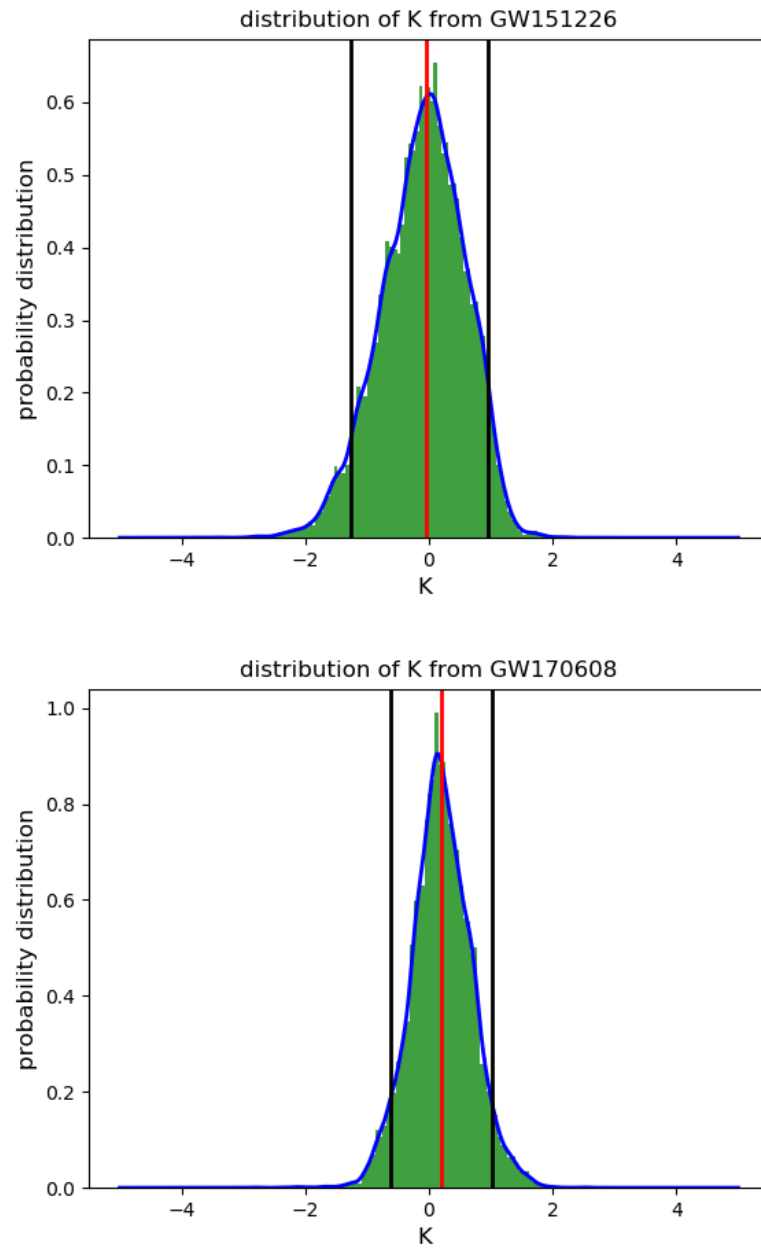 distribution of K from GW151226
probability distribution
0.6
0.5
0.4
0.3
0.2
0.1
0.0
−4 −2 0 2 4
K
distribution of K from GW170608
probability distribution
1.0
0.8
0.6
0.4
0.2
0.0
−4 −2 0 2 4
K